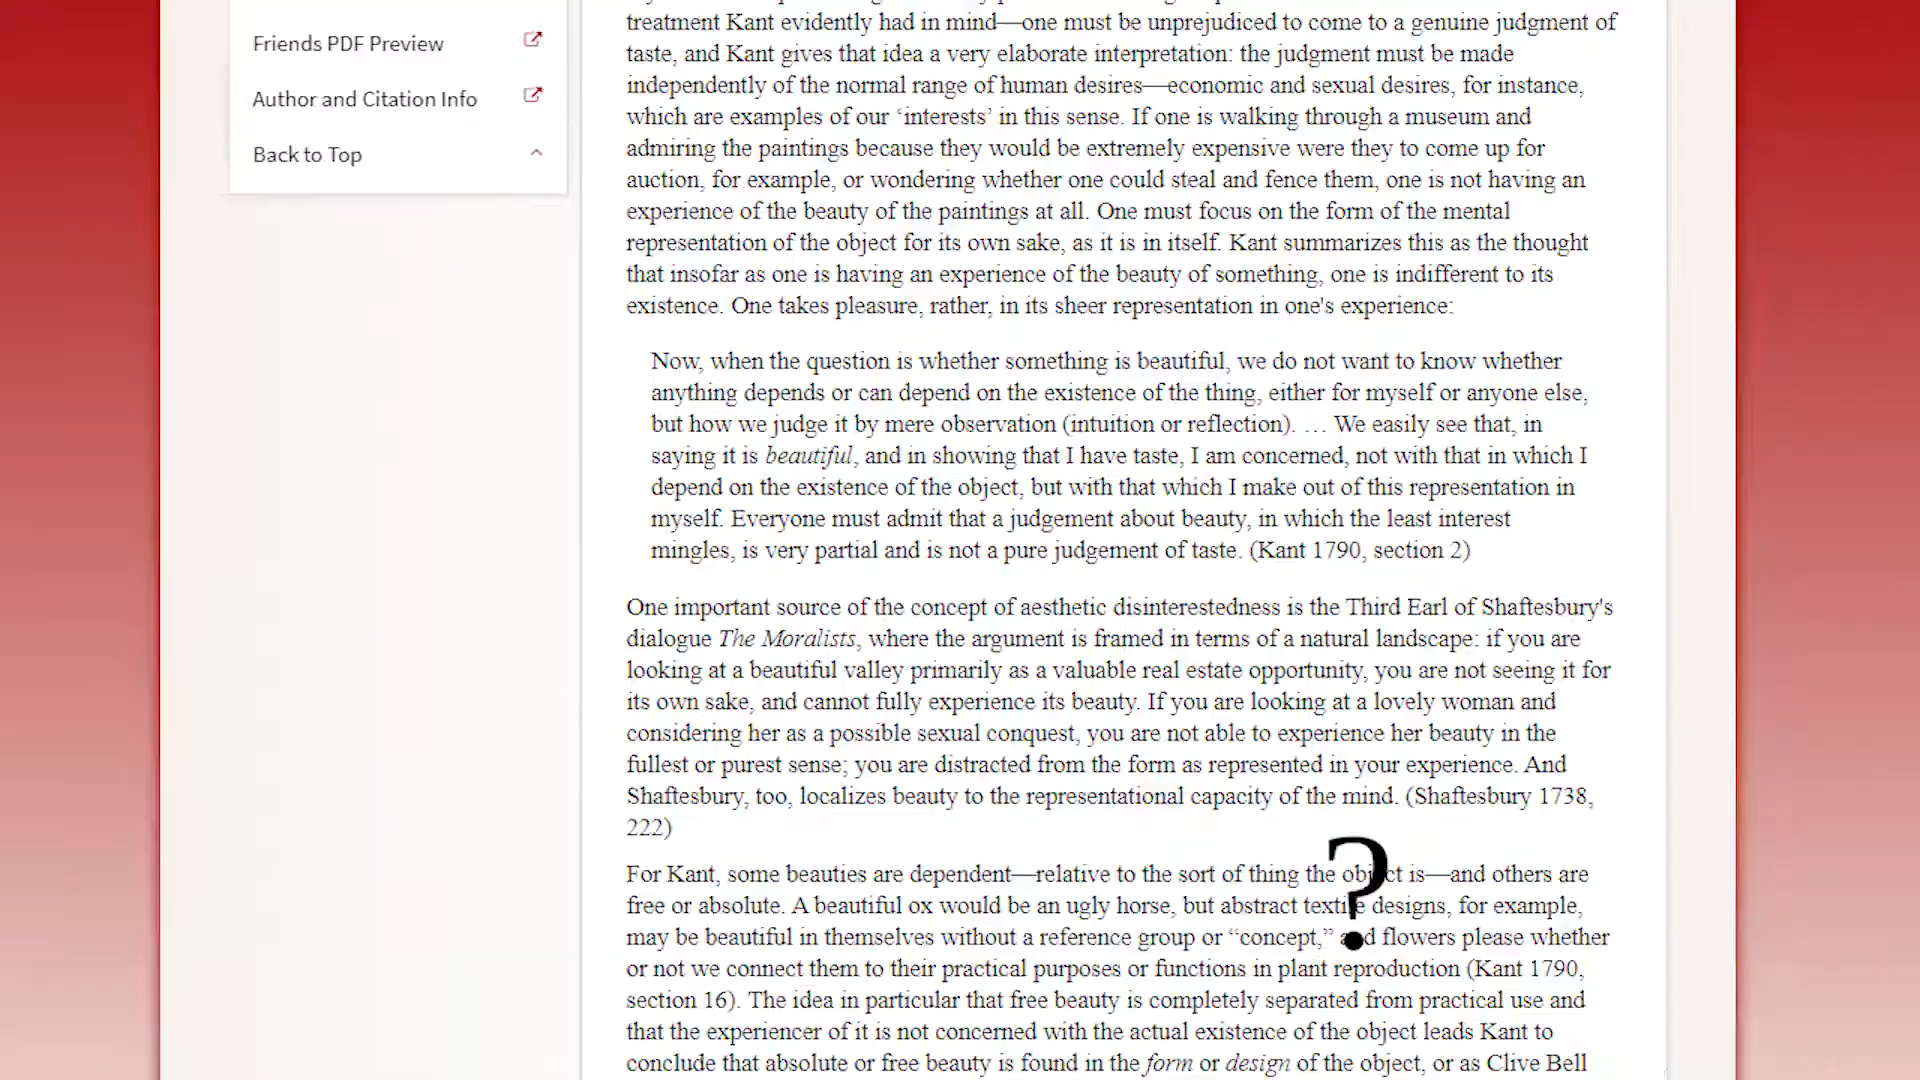 Friends PDF Preview
Author and Citation Info
Back to Top
treatment Kant evidently had in mind—one must be unprejudiced to come to a genuine judgment of
taste, and Kant gives that idea a very elaborate interpretation: the judgment must be made
independently of the normal range of human desires—economic and sexual desires, for instance,
which are examples of our ‘interests’ in this sense. If one is walking through a museum and
admiring the paintings because they would be extremely expensive were they to come up for
auction, for example, or wondering whether one could steal and fence them, one is not having an
experience of the beauty of the paintings at all. One must focus on the form of the mental
representation of the object for its own sake, as it is in itself. Kant summarizes this as the thought
that insofar as one is having an experience of the beauty of something, one is indifferent to its
existence. One takes pleasure, rather, in its sheer representation in one's experience:
Now, when the question is whether something is beautiful, we do not want to know whether
anything depends or can depend on the existence of the thing, either for myself or anyone else,
but how we judge it by mere observation (intuition or reflection). … We easily see that, in
saying it is beautiful, and in showing that I have taste, I am concerned, not with that in which I
depend on the existence of the object, but with that which I make out of this representation in
myself. Everyone must admit that a judgement about beauty, in which the least interest
mingles, is very partial and is not a pure judgement of taste. (Kant 1790, section 2)
One important source of the concept of aesthetic disinterestedness is the Third Earl of Shaftesbury's
dialogue The Moralists, where the argument is framed in terms of a natural landscape: if you are
looking at a beautiful valley primarily as a valuable real estate opportunity, you are not seeing it for
its own sake, and cannot fully experience its beauty. If you are looking at a lovely woman and
considering her as a possible sexual conquest, you are not able to experience her beauty in the
fullest or purest sense; you are distracted from the form as represented in your experience. And
Shaftesbury, too, localizes beauty to the representational capacity of the mind. (Shaftesbury 1738,
222)
?
For Kant, some beauties are dependent—relative to the sort of thing the object is—and others are
free or absolute. A beautiful ox would be an ugly horse, but abstract textile designs, for example,
may be beautiful in themselves without a reference group or “concept,” and flowers please whether
or not we connect them to their practical purposes or functions in plant reproduction (Kant 1790,
section 16). The idea in particular that free beauty is completely separated from practical use and
that the experiencer of it is not concerned with the actual existence of the object leads Kant to
conclude that absolute or free beauty is found in the form or design of the object, or as Clive Bell